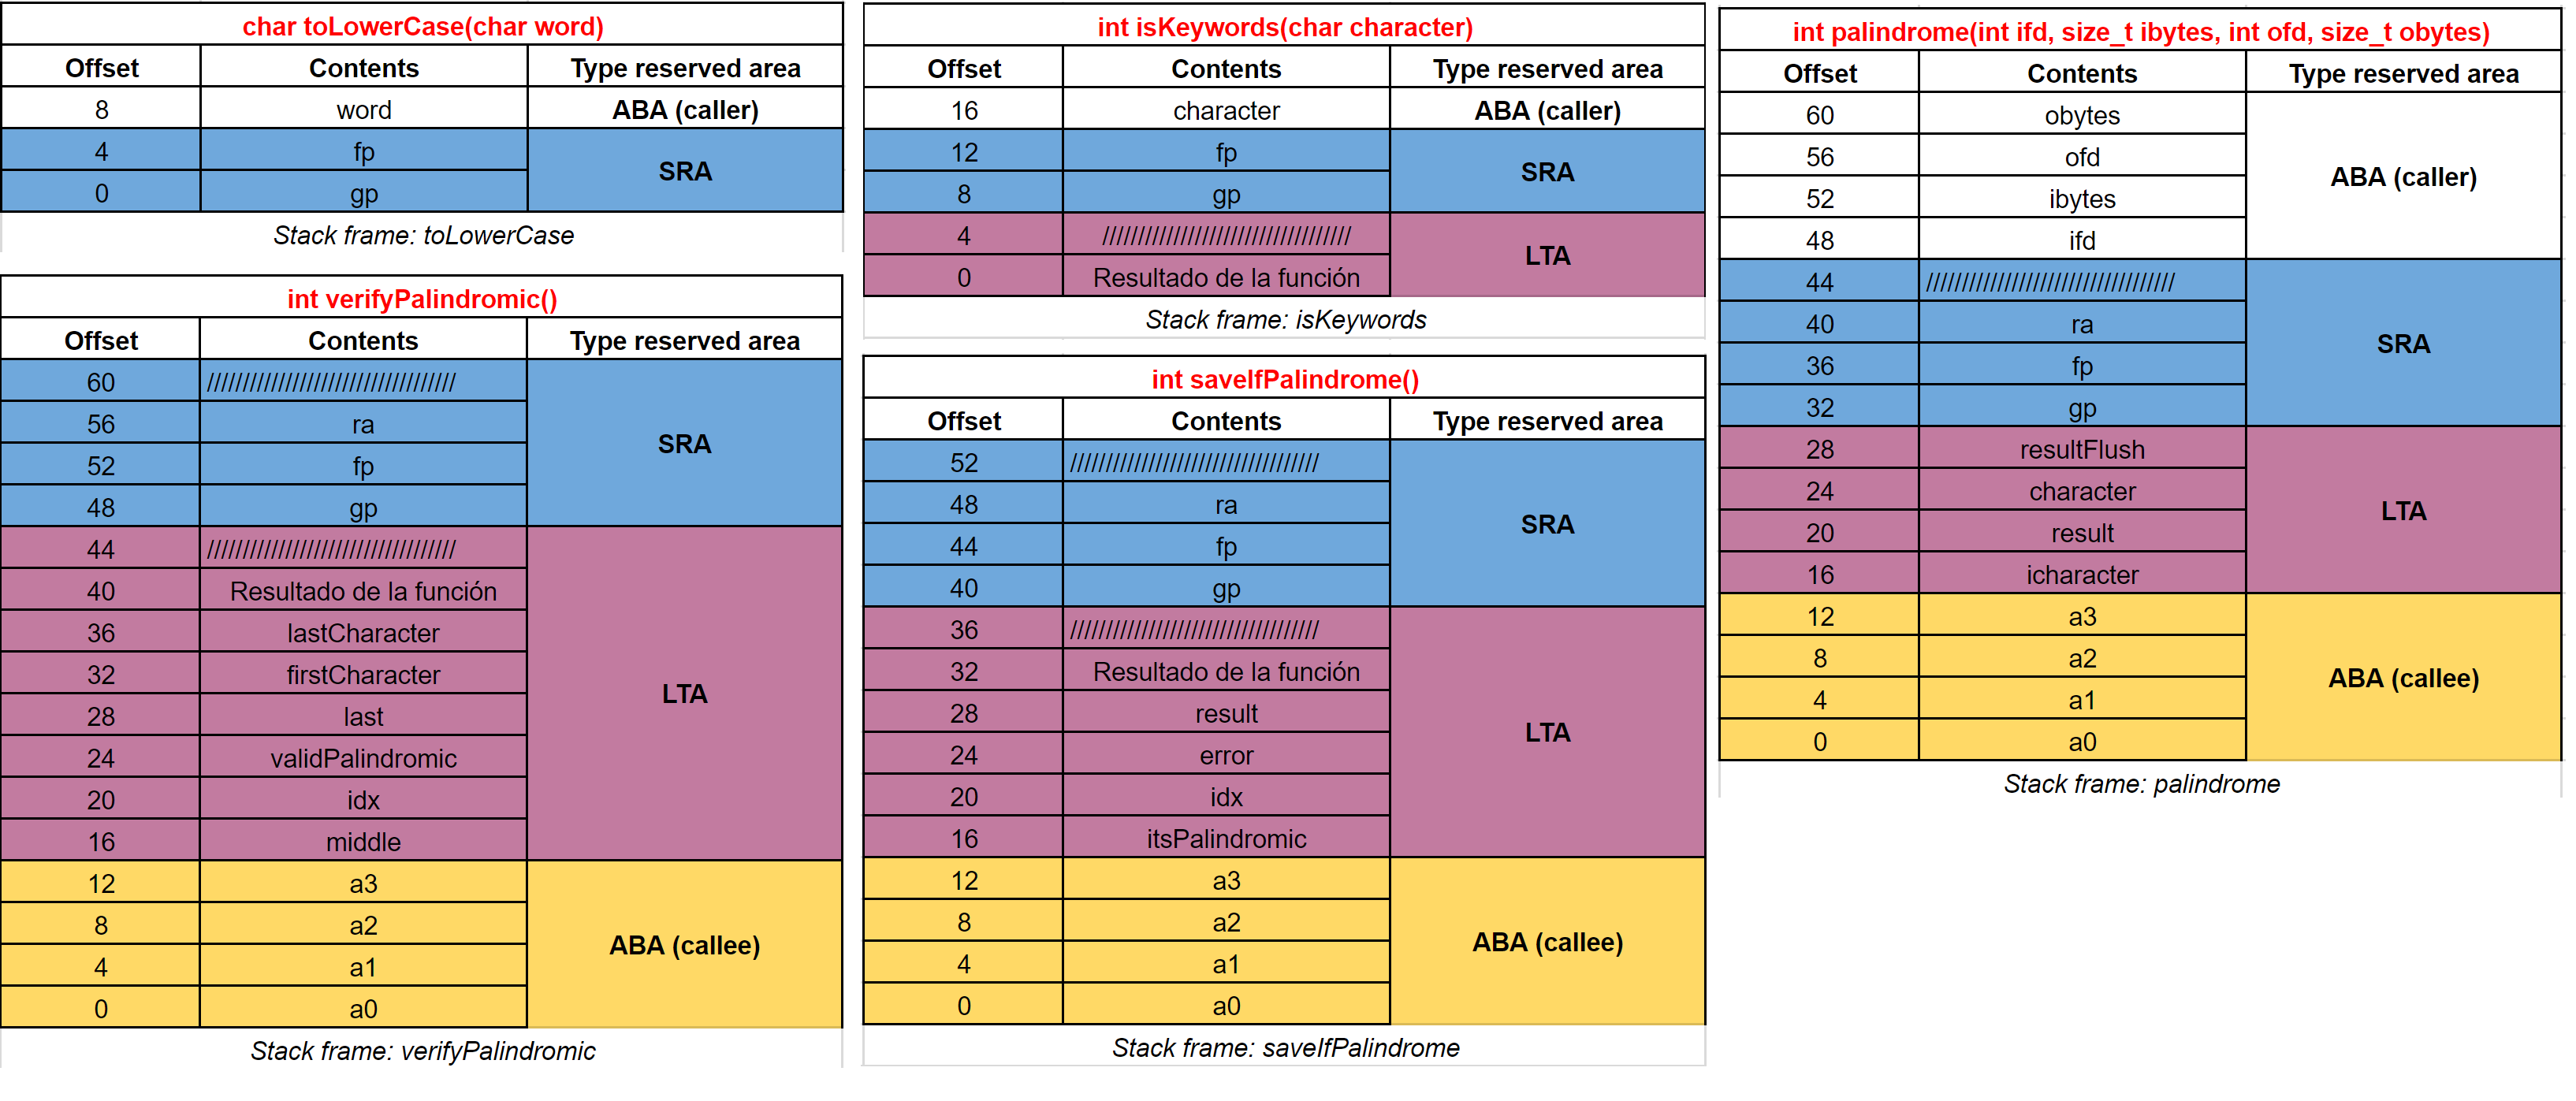 char toLowerCase(char word)
Offset Contents Type reserved area
8 word ABA (caller)
4 fp SRA
0 gp
Stack frame: toLowerCase
int verifyPalindromic()
Offset Contents Type reserved area
60 ///////////////////////////////////
56 ra SRA
52 fp
48 gp
44 ///////////////////////////////////
40 Resultado de la función
36 lastCharacter
32 firstCharacter LTA
28 last
24 validPalindromic
20 idx
16 middle
12 a3
8 a2 ABA (callee)
4 a1
0 a0
Stack frame: verifyPalindromic
int isKeywords(char character)
Offset Contents Type reserved area
16 character ABA (caller)
12 fp SRA
8 gp
4 /////////////////////////////////// LTA
0 Resultado de la función
Stack frame: isKeywords
int saveIfPalindrome()
Offset Contents Type reserved area
52 ///////////////////////////////////
48 ra SRA
44 fp
40 gp
36 ///////////////////////////////////
32 Resultado de la función
28 result LTA
24 error
20 idx
16 itsPalindromic
12 a3
8 a2 ABA (callee)
4 a1
0 a0
Stack frame: saveIfPalindrome
int palindrome(int ifd, size_t ibytes, int ofd, size_t obytes)
Offset Contents Type reserved area
60 obytes
56 ofd ABA (caller)
52 ibytes
48 ifd
44 ///////////////////////////////////
40 ra SRA
36 fp
32 gp
28 resultFlush
24 character LTA
20 result
16 icharacter
12 a3
8 a2 ABA (callee)
4 a1
0 a0
Stack frame: palindrome